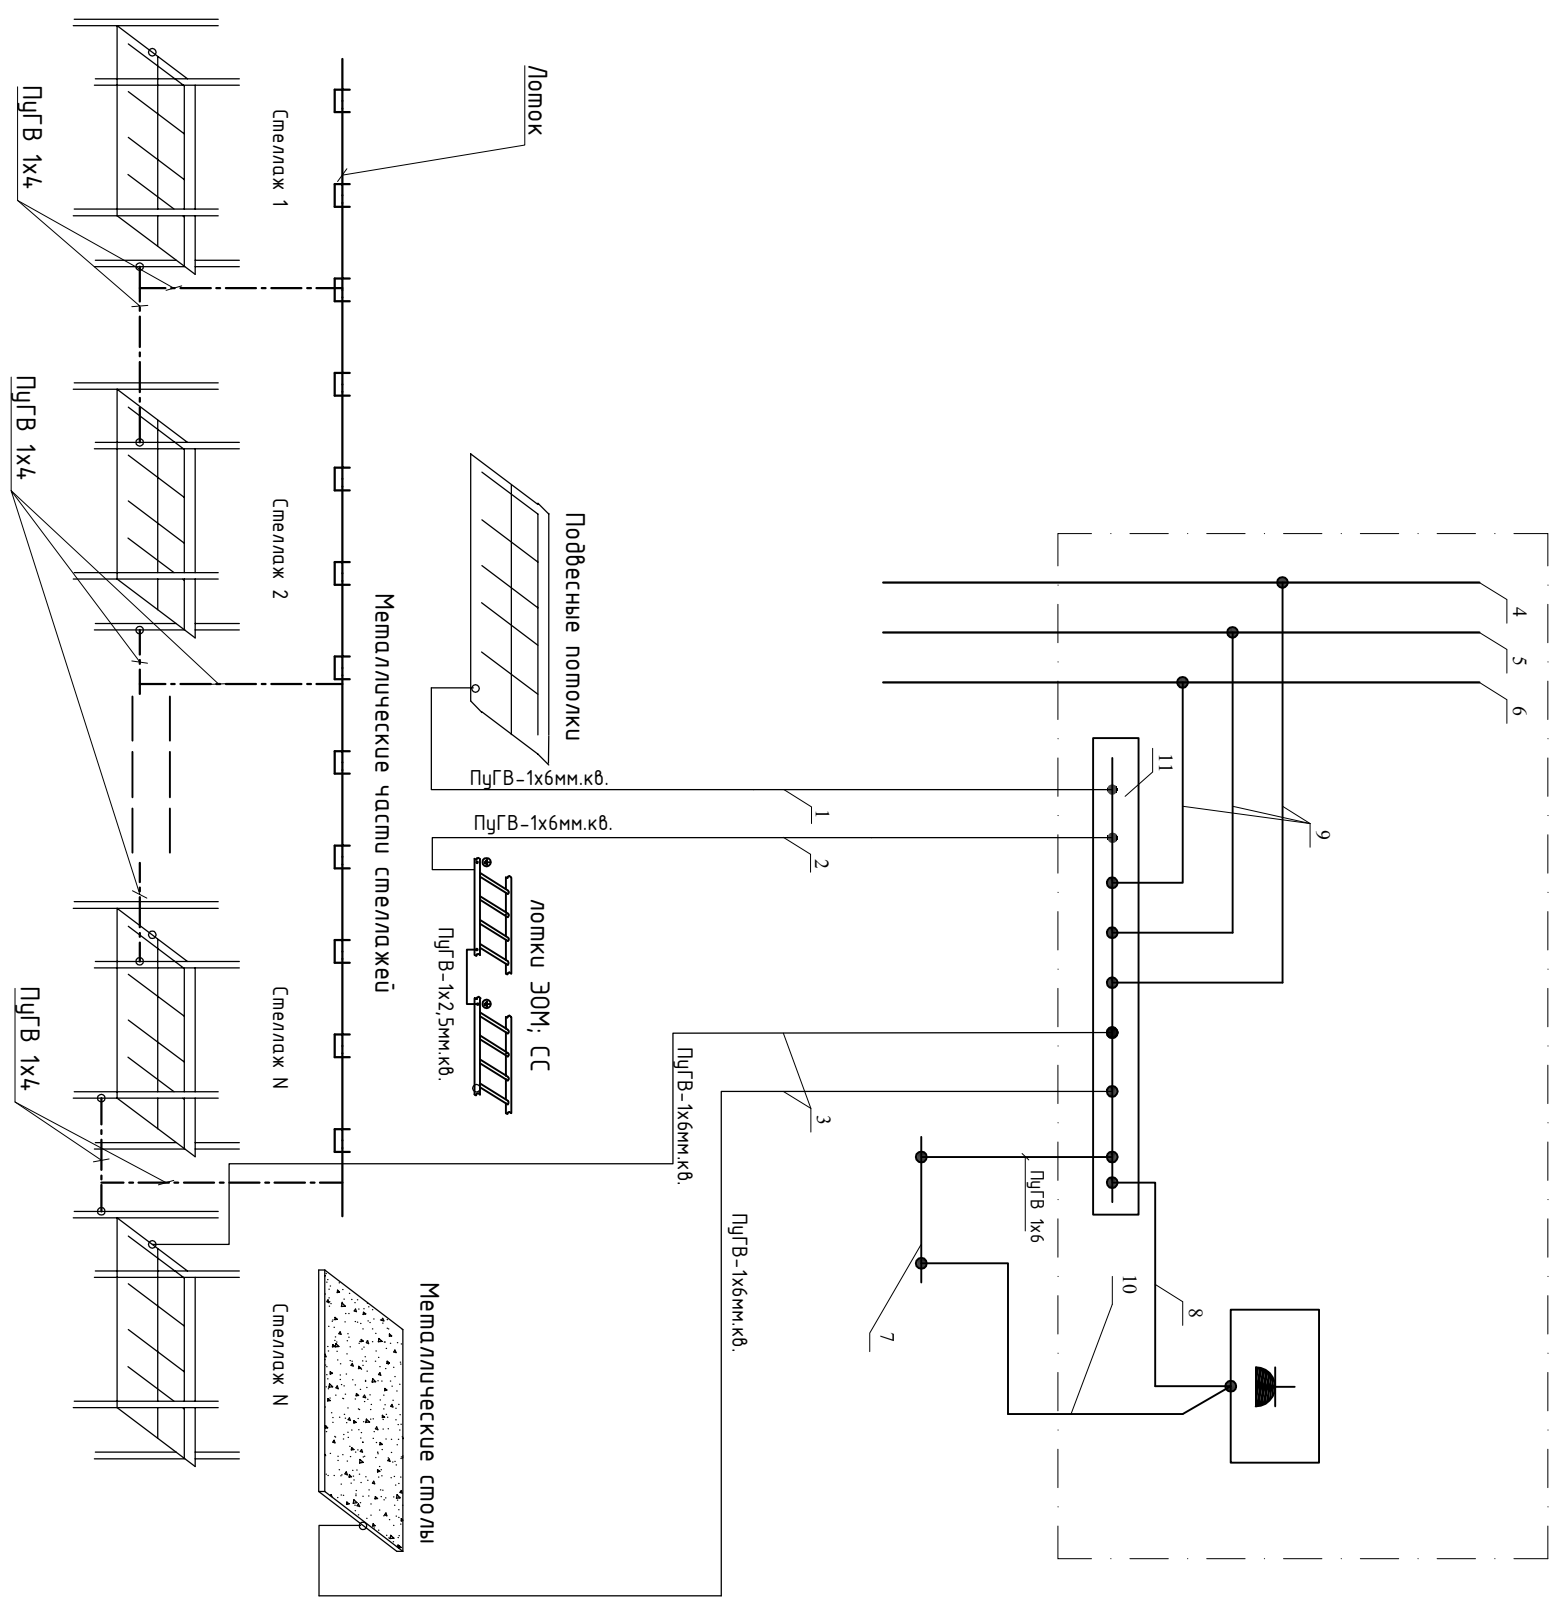 4
5
6
9
11
8
10
7
ПуГВ 1х6
1
2
3
ПуГВ-1х6мм.кв.
ПуГВ-1х6мм.кв.
ПуГВ-1х6мм.кв.
ПуГВ-1х6мм.кв.
Лоток
Подвесные потолки
лотки ЭОМ; СС
ПуГВ-1х2,5мм.кв.
Металлические столы
Металлические части стеллажей
Стеллаж 1
Стеллаж 2
Стеллаж N
Стеллаж N
ПуГВ 1х4
ПуГВ 1х4
ПуГВ 1х4